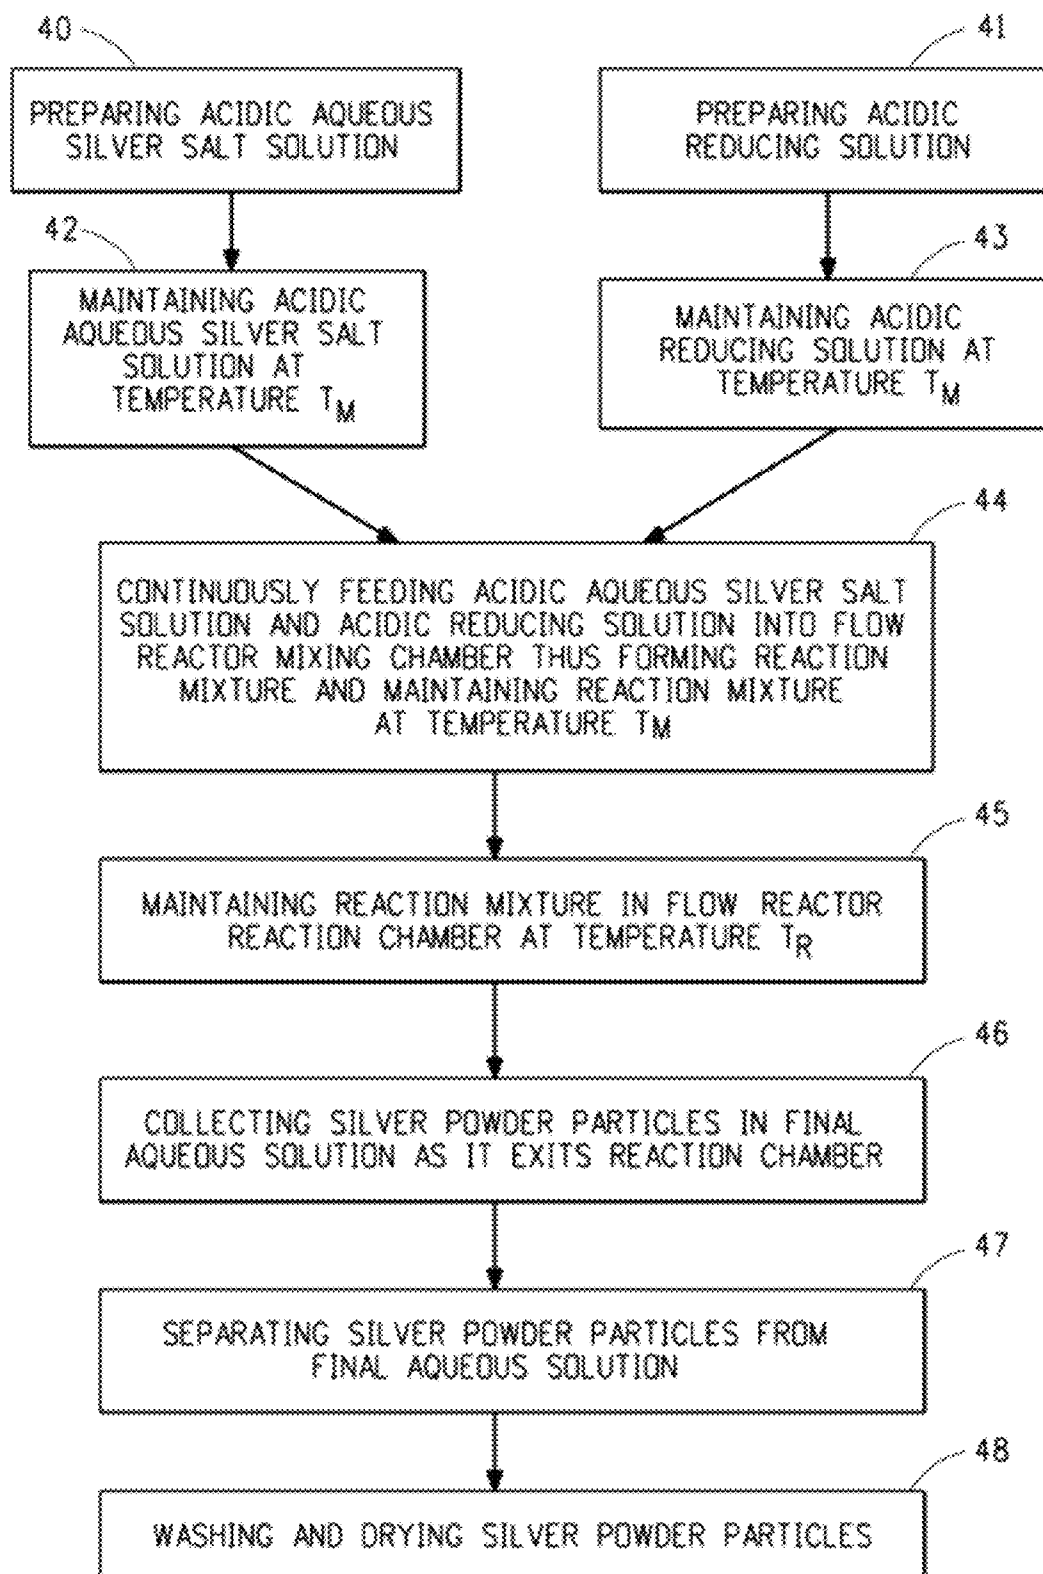 40
PREPARING ACIDIC AQUEOUS
SILVER SALT SOLUTION
41
PREPARING ACIDIC
REDUCING SOLUTION
42
MAINTAINING ACIDIC
AQUEOUS SILVER SALT
SOLUTION AT
TEMPERATURE TM
43
MAINTAINING ACIDIC
REDUCING SOLUTION AT
TEMPERATURE TM
44
CONTINUOUSLY FEEDING ACIDIC AQUEOUS SILVER SALT
SOLUTION AND ACIDIC REDUCING SOLUTION INTO FLOW
REACTOR MIXING CHAMBER THUS FORMING REACTION
MIXTURE AND MAINTAINING REACTION MIXTURE
AT TEMPERATURE TM
45
MAINTAINING REACTION MIXTURE IN FLOW REACTOR
REACTION CHAMBER AT TEMPERATURE TR
46
COLLECTING SILVER POWDER PARTICLES IN FINAL
AQUEOUS SOLUTION AS IT EXITS REACTION CHAMBER
47
SEPARATING SILVER POWDER PARTICLES FROM
FINAL AQUEOUS SOLUTION
48
WASHING AND DRYING SILVER POWDER PARTICLES